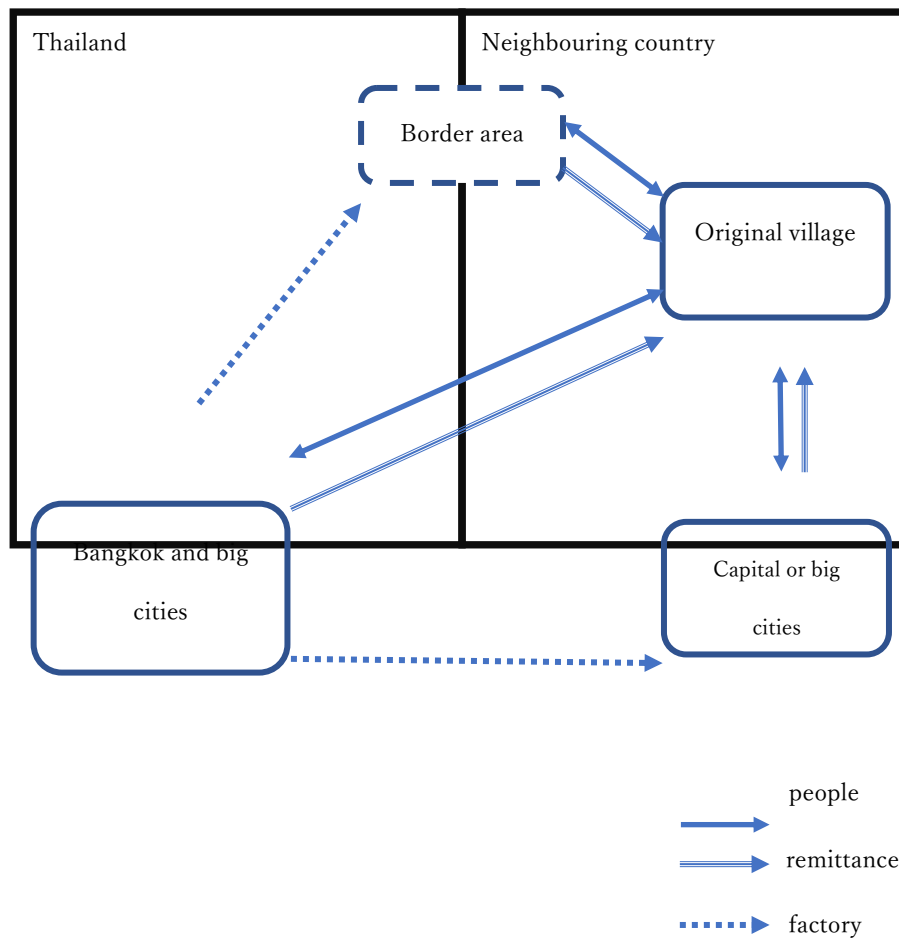 Thailand
Neighbouring country
Border area
Original village
Bangkok and big
cities
Capital or big
cities
people
remittance
factory